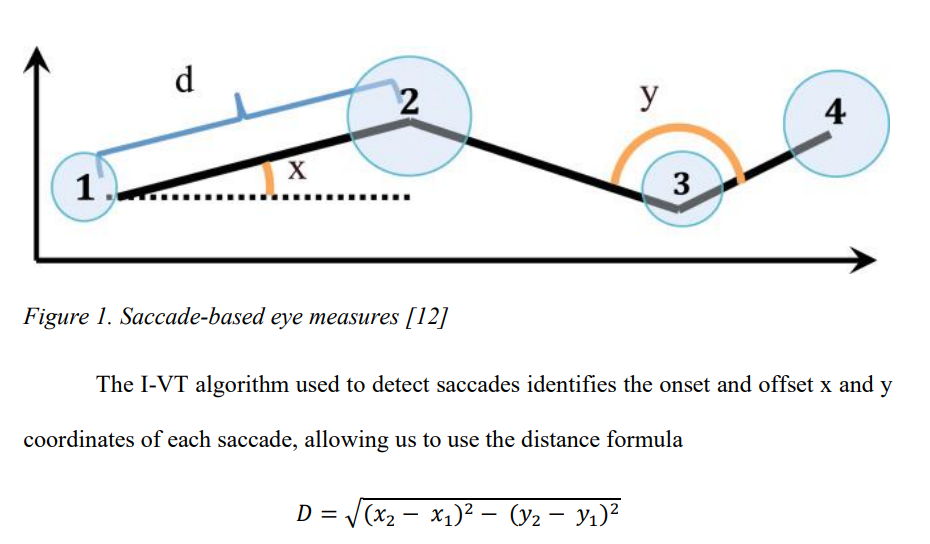 d
2
y
4
1
x
3
Figure 1. Saccade-based eye measures [12]
The I-VT algorithm used to detect saccades identifies the onset and offset x and y
coordinates of each saccade, allowing us to use the distance formula
D = √(x₂ − x₁)² − (y₂ − y₁)²